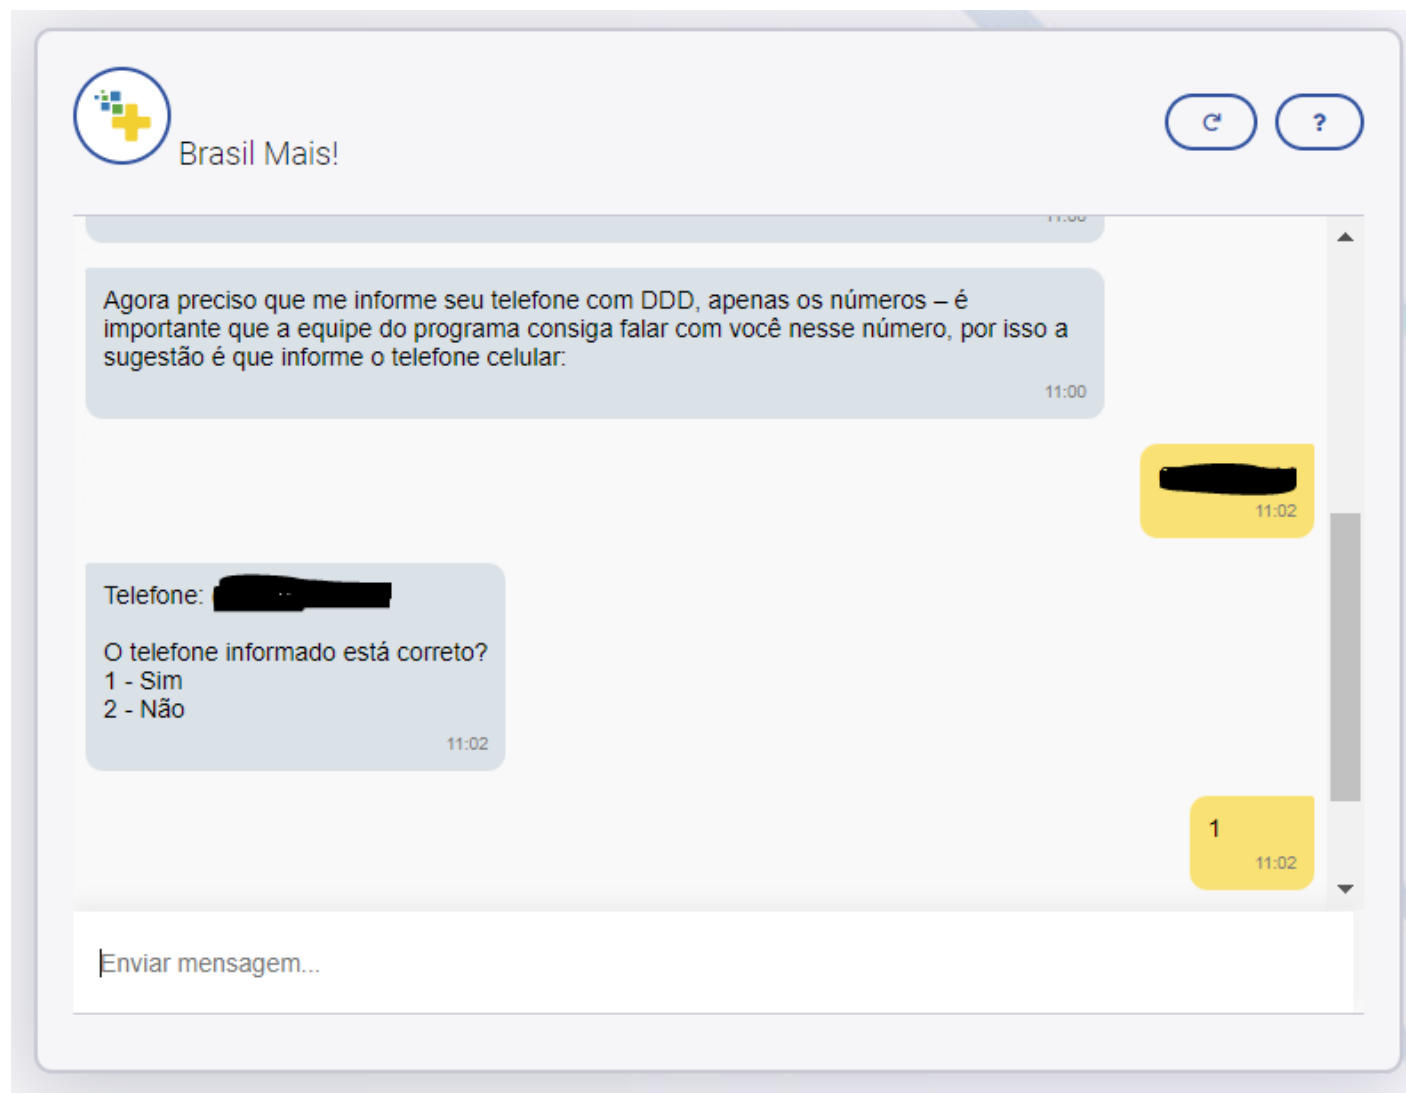 Brasil Mais!
?
11:00
Agora preciso que me informe seu telefone com DDD, apenas os números – é
importante que a equipe do programa consiga falar com você nesse número, por isso a
sugestão é que informe o telefone celular:
11:00
11:02
Telefone:
O telefone informado está correto?
1 - Sim
2 - Não
11:02
1
11:02
Enviar mensagem...